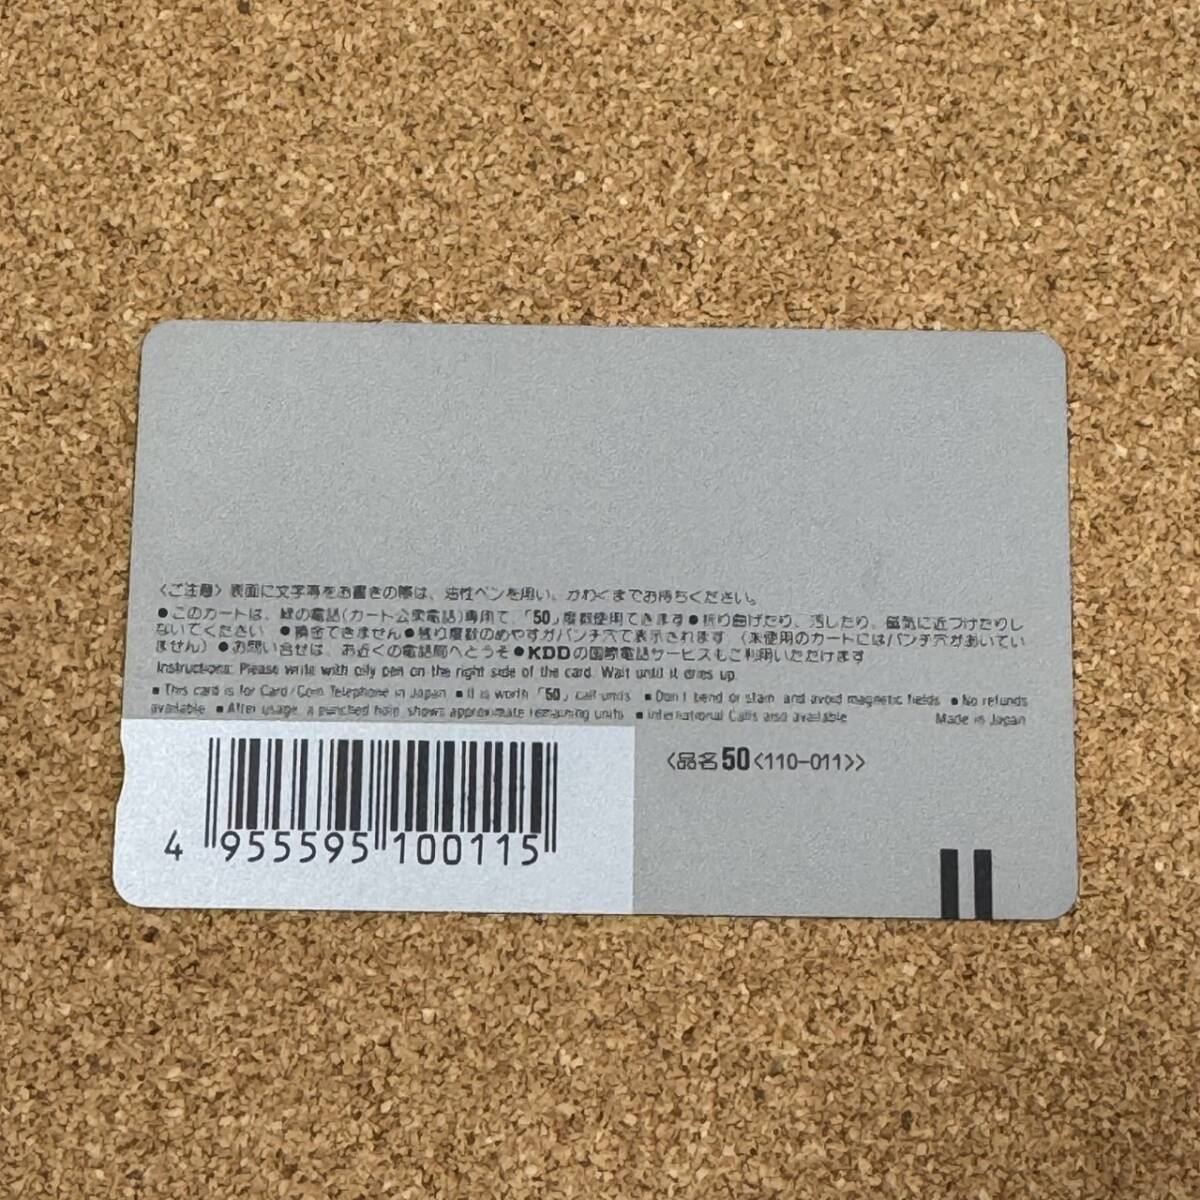 〈ご注意〉表面に文字等をお書きの際は、油性ペンを用い、かわくまでお待ちください。
●このカードは、緑の電話(カード公衆電話)専用で、「50」度数使用できます●折り曲げたり、汚したり、磁気に近づけたりし
ないでください ●換金できません●残り度数のめやすがパンチ穴で表示されます（未使用のカードにはパンチ穴があいてい
ません）●お問い合せは、お近くの電話局へどうぞ●KDDの国際電話サービスもご利用いただけます
Instructions: Please write with oily pen on the right side of the card. Wait until it dries up.
■This card is for Card/Coin Telephone in Japan ■It is worth「50」call units ■Don't bend or stain and avoid magnetic fields ■No refunds
available ■After usage, a punched hole shows approximate remaining units ■International Calls also available Made in Japan
〈品名50〈110-011〉〉
4 955595 100115